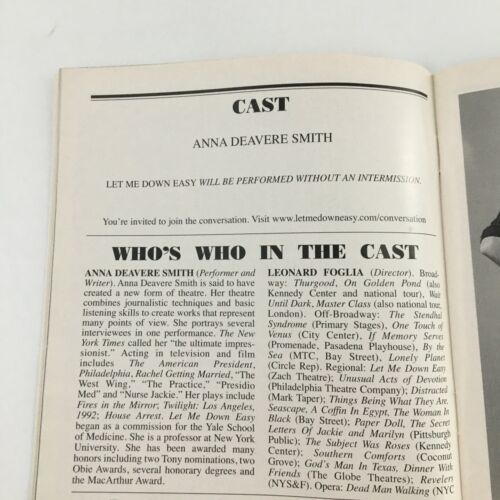 CAST
ANNA DEAVERE SMITH
LET ME DOWN EASY WILL BE PERFORMED WITHOUT AN INTERMISSION.
You're invited to join the conversation. Visit www.letmedowneasy.com/conversation
WHO'S WHO IN THE CAST
ANNA DEAVERE SMITH (Performer and
Writer). Anna Deavere Smith is said to have
created a new form of theatre. Her theatre
combines journalistic techniques and basic
listening skills to create works that represent
many points of view. She portrays several
interviewees in one performance. The New
York Times called her "the ultimate impres-
sionist." Acting in television and film
includes The American President,
Philadelphia, Rachel Getting Married, "The
West Wing," "The Practice," "Presidio
Med" and "Nurse Jackie." Her plays include
Fires in the Mirror; Twilight: Los Angeles,
1992; House Arrest. Let Me Down Easy
began as a commission for the Yale School
of Medicine. She is a professor at New York
University. She has been awarded many
honors including two Tony nominations, two
Obie Awards, several honorary degrees and
the MacArthur Award.
LEONARD FOGLIA (Director). Broad-
way: Thurgood, On Golden Pond (also
Kennedy Center and national tour), Wait
Until Dark, Master Class (also national tour,
London). Off-Broadway: The Stendhal
Syndrome (Primary Stages), One Touch of
Venus (City Center), If Memory Serves
(Promenade, Pasadena Playhouse), By the
Sea (MTC, Bay Street), Lonely Planet
(Circle Rep). Regional: Let Me Down Easy
(Zach Theatre); Unusual Acts of Devotion
(Philadelphia Theatre Company); Distracted
(Mark Taper); Things Being What They Are,
Seascape, A Coffin In Egypt, The Woman In
Black (Bay Street); Paper Doll, The Secret
Letters Of Jackie and Marilyn (Pittsburgh
Public); The Subject Was Roses (Kennedy
Center); Southern Comforts (Coconut
Grove); God's Man In Texas, Dinner With
Friends (The Globe Theatres); Reveler (
NYS&F). Opera: Dead Man Walking (NYC